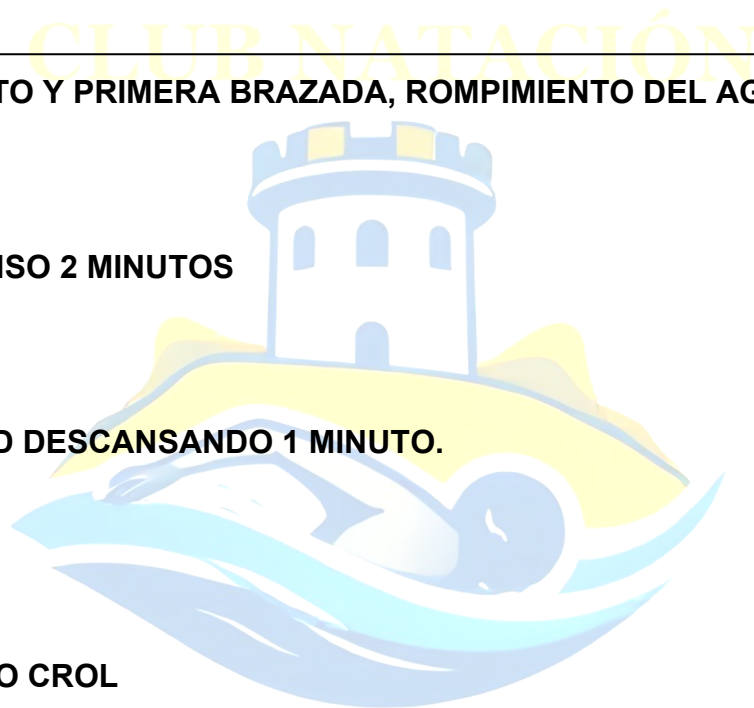 CLUB NATACIÓN
TO Y PRIMERA BRAZADA, ROMPIMIENTO DEL AG
ISO 2 MINUTOS
O DESCANSANDO 1 MINUTO.
O CROL